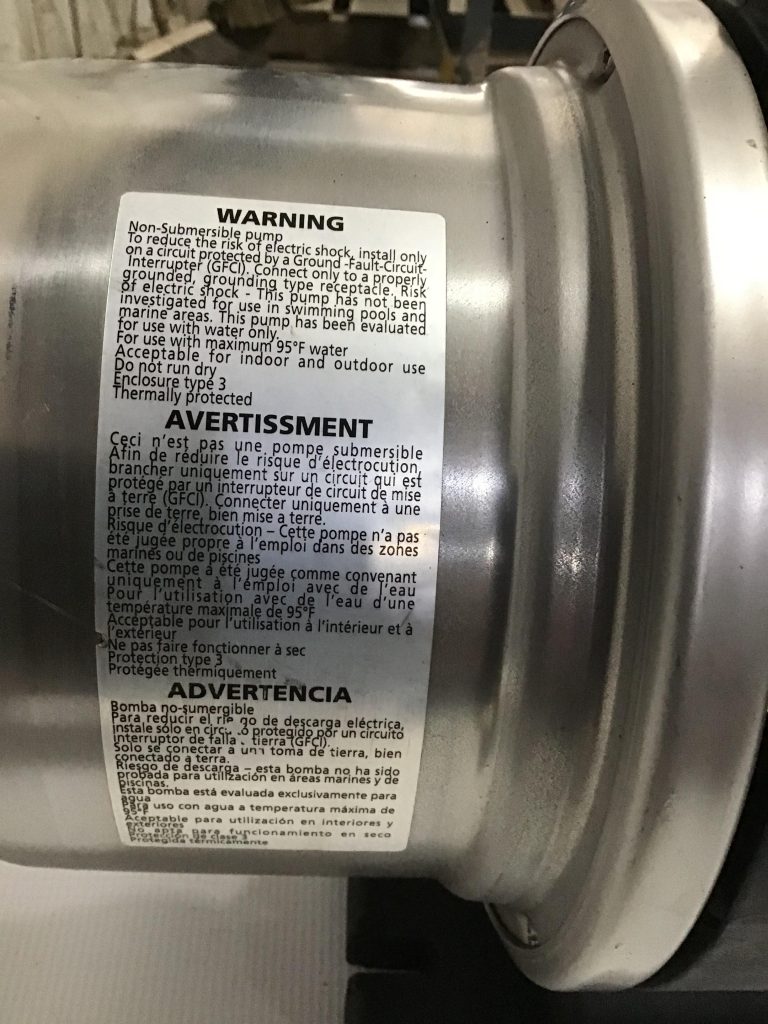 WARNING
Non-Submersible pump
To reduce the risk of electric shock, install only
on a circuit protected by a Ground -Fault-Circuit-
Interrupter (GFCI). Connect only to a properly
grounded, grounding type receptacle. Risk
of electric shock - This pump has not been
investigated for use in swimming pools and
marine areas. This pump has been evaluated
for use with water only.
For use with maximum 95°F water
Acceptable for indoor and outdoor use
Do not run dry
Enclosure type 3
Thermally protected
AVERTISSMENT
Ceci n'est pas une pompe submersible
Afin de réduire le risque d'électrocution,
brancher uniquement sur un circuit qui est
protégé par un interrupteur de circuit de mise
à terre (GFCI). Connecter uniquement à une
prise de terre, bien mise a terre.
Risque d'électrocution – Cette pompe n'a pas
été jugée propre à l'emploi dans des zones
marines ou de piscines
Cette pompe à été jugée comme convenant
uniquement à l'émploi avec de l'eau
Pour l'utilisation avec de l'eau d'une
température maximale de 95°F
Acceptable pour l'utilisation à l'intérieur et à
l'extérieur
Ne pas faire fonctionner à sec
Protection type 3
Protégée thermiquement
ADVERTENCIA
Bomba no-sumergible
Para reducir el go de descarga eléctrica,
instale sólo en protegido por un circuito
interruptor de falla tierra (GFCI).
Solo se conectar a una toma de tierra, bien
conectado a terra.
Riesgo de descarga – esta bomba no ha sido
probada para utilización en áreas marines y de
piscinas.
Esta bomba está evaluada exclusivamente para
agua
Para uso con agua a temperatura máxima de
95°F
Aceptable para utilización en interiores y
exteriores
No apta para funcionamiento en seco
Protección de clase 3
Protegida térmicamente